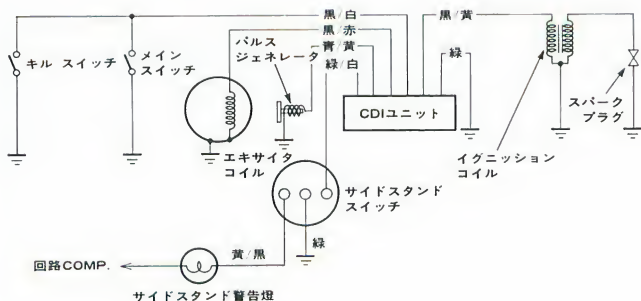 黒/白
黒/黄
黒/赤
パルス
ジェネレータ
青/黄
緑/白
緑
キル スイッチ
メイン
スイッチ
CDIユニット
スパーク
プラグ
エキサイタ
コイル
イグニッション
コイル
サイドスタンド
スイッチ
黄/黒
緑
回路COMP.
サイドスタンド警告燈